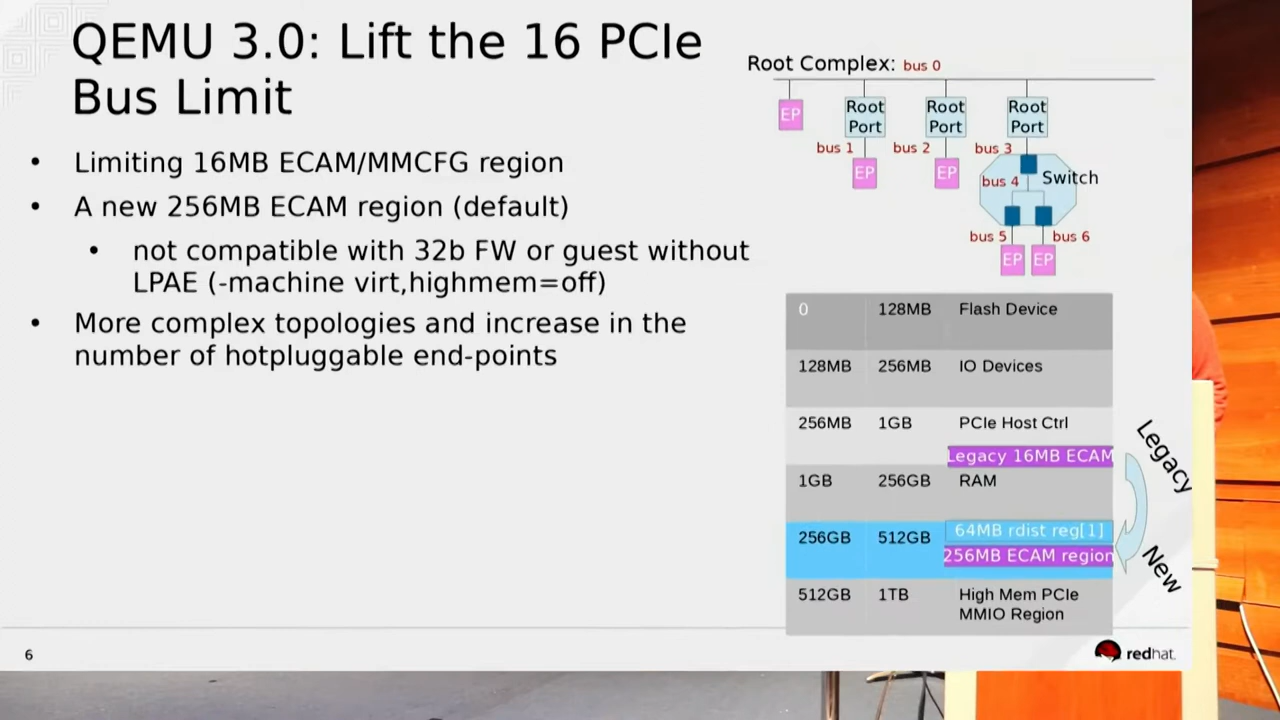 QEMU 3.0: Lift the 16 PCIe
Bus Limit
• Limiting 16MB ECAM/MMCFG region
• A new 256MB ECAM region (default)
• not compatible with 32b FW or guest without
LPAE (-machine virt,highmem=off)
• More complex topologies and increase in the
number of hotpluggable end-points
Root Complex: bus 0
EP
Root
Port
Root
Port
Root
Port
bus 1
bus 2
bus 3
EP
EP
bus 4
Switch
bus 5
bus 6
EP
EP
0 128MB Flash Device
128MB 256MB IO Devices
256MB 1GB PCIe Host Ctrl
Legacy 16MB ECAM
1GB 256GB RAM
64MB rdist reg[1]
256GB 512GB
256MB ECAM region
512GB 1TB High Mem PCIe
MMIO Region
Legacy
New
6
redhat.